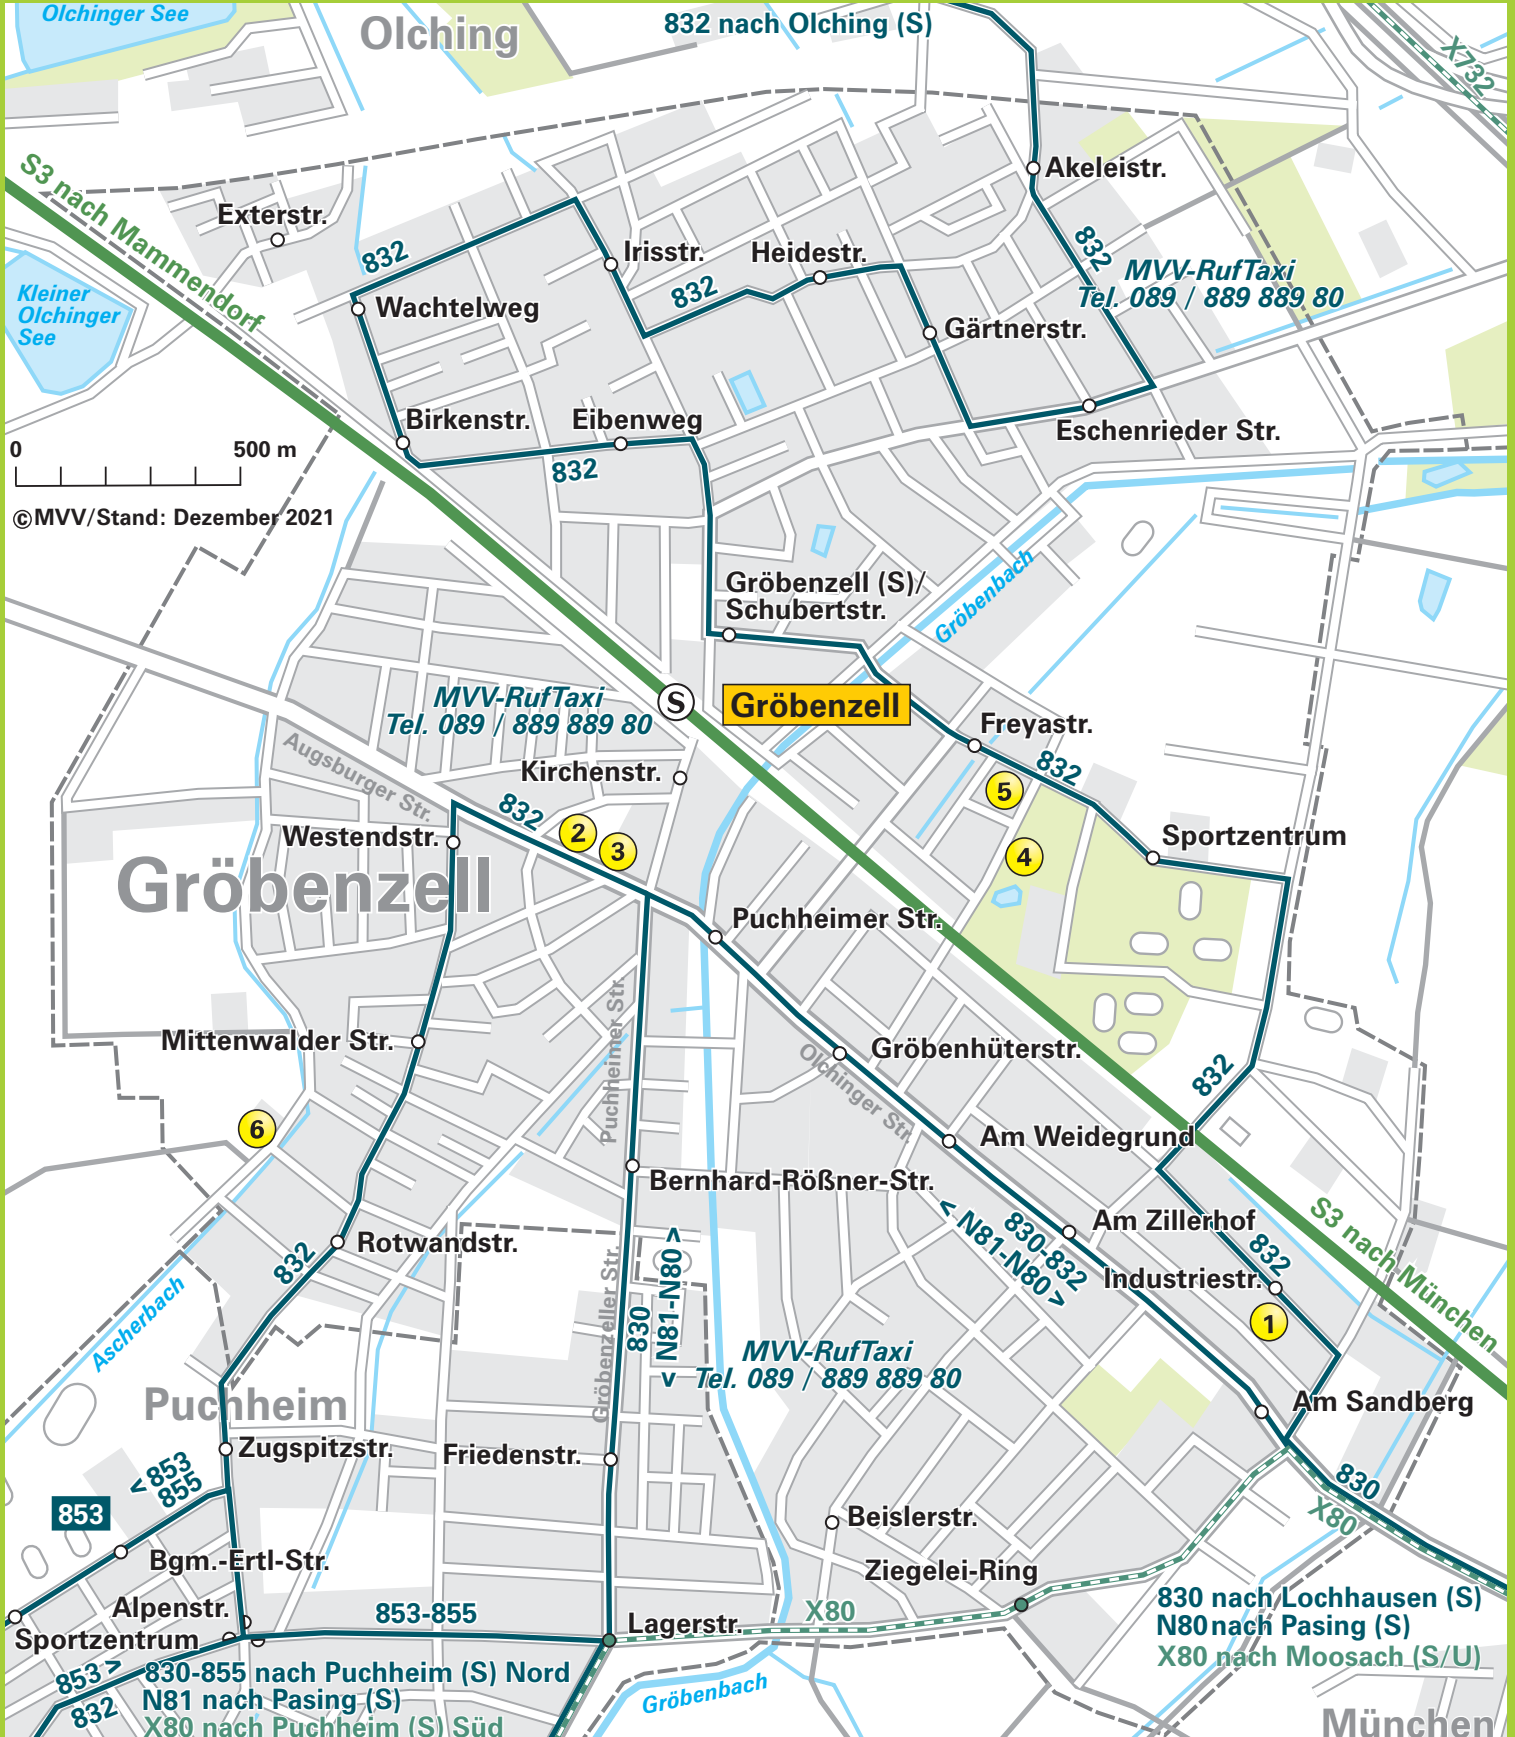 Olchinger See
Olching
832 nach Olching (S)
X732
S3 nach Mammendorf
Exterstr.
Akeleistr.
832
Irisstr.
Heidestr.
832
832
MVV-RufTaxi
Tel. 089 / 889 889 80
Kleiner
Olchinger
See
Wachtelweg
Gärtnerstr.
Birkenstr.
Eibenweg
832
Eschenrieder Str.
0
500 m
©MVV/Stand: Dezember 2021
Gröbenzell (S)/
Schubertstr.
Gröbenbach
MVV-RufTaxi
Tel. 089 / 889 889 80
S
Gröbenzell
Freyastr.
832
Augsburger Str.
Kirchenstr.
5
832
2
3
4
Westendstr.
Sportzentrum
Gröbenzell
Puchheimer Str.
Puchheimer Str.
Mittenwalder Str.
Gröbenhüterstr.
Olchinger Str.
832
6
Am Weidegrund
Bernhard-Rößner-Str.
Am Zillerhof
830-832
< N81-N80 >
832
S3 nach München
Rotwandstr.
832
Industriestr.
1
Ascherbach
Gröbenzeller Str.
830
< N81-N80 >
MVV-RufTaxi
Tel. 089 / 889 889 80
Puchheim
Am Sandberg
Zugspitzstr.
Friedenstr.
< 853
855
853
830
X80
Beislerstr.
Bgm.-Ertl-Str.
Ziegelei-Ring
Alpenstr.
853-855
X80
Lagerstr.
Sportzentrum
830 nach Lochhausen (S)
N80 nach Pasing (S)
X80 nach Moosach (S/U)
853 >
832
830-855 nach Puchheim (S) Nord
N81 nach Pasing (S)
X80 nach Puchheim (S) Süd
Gröbenbach
München